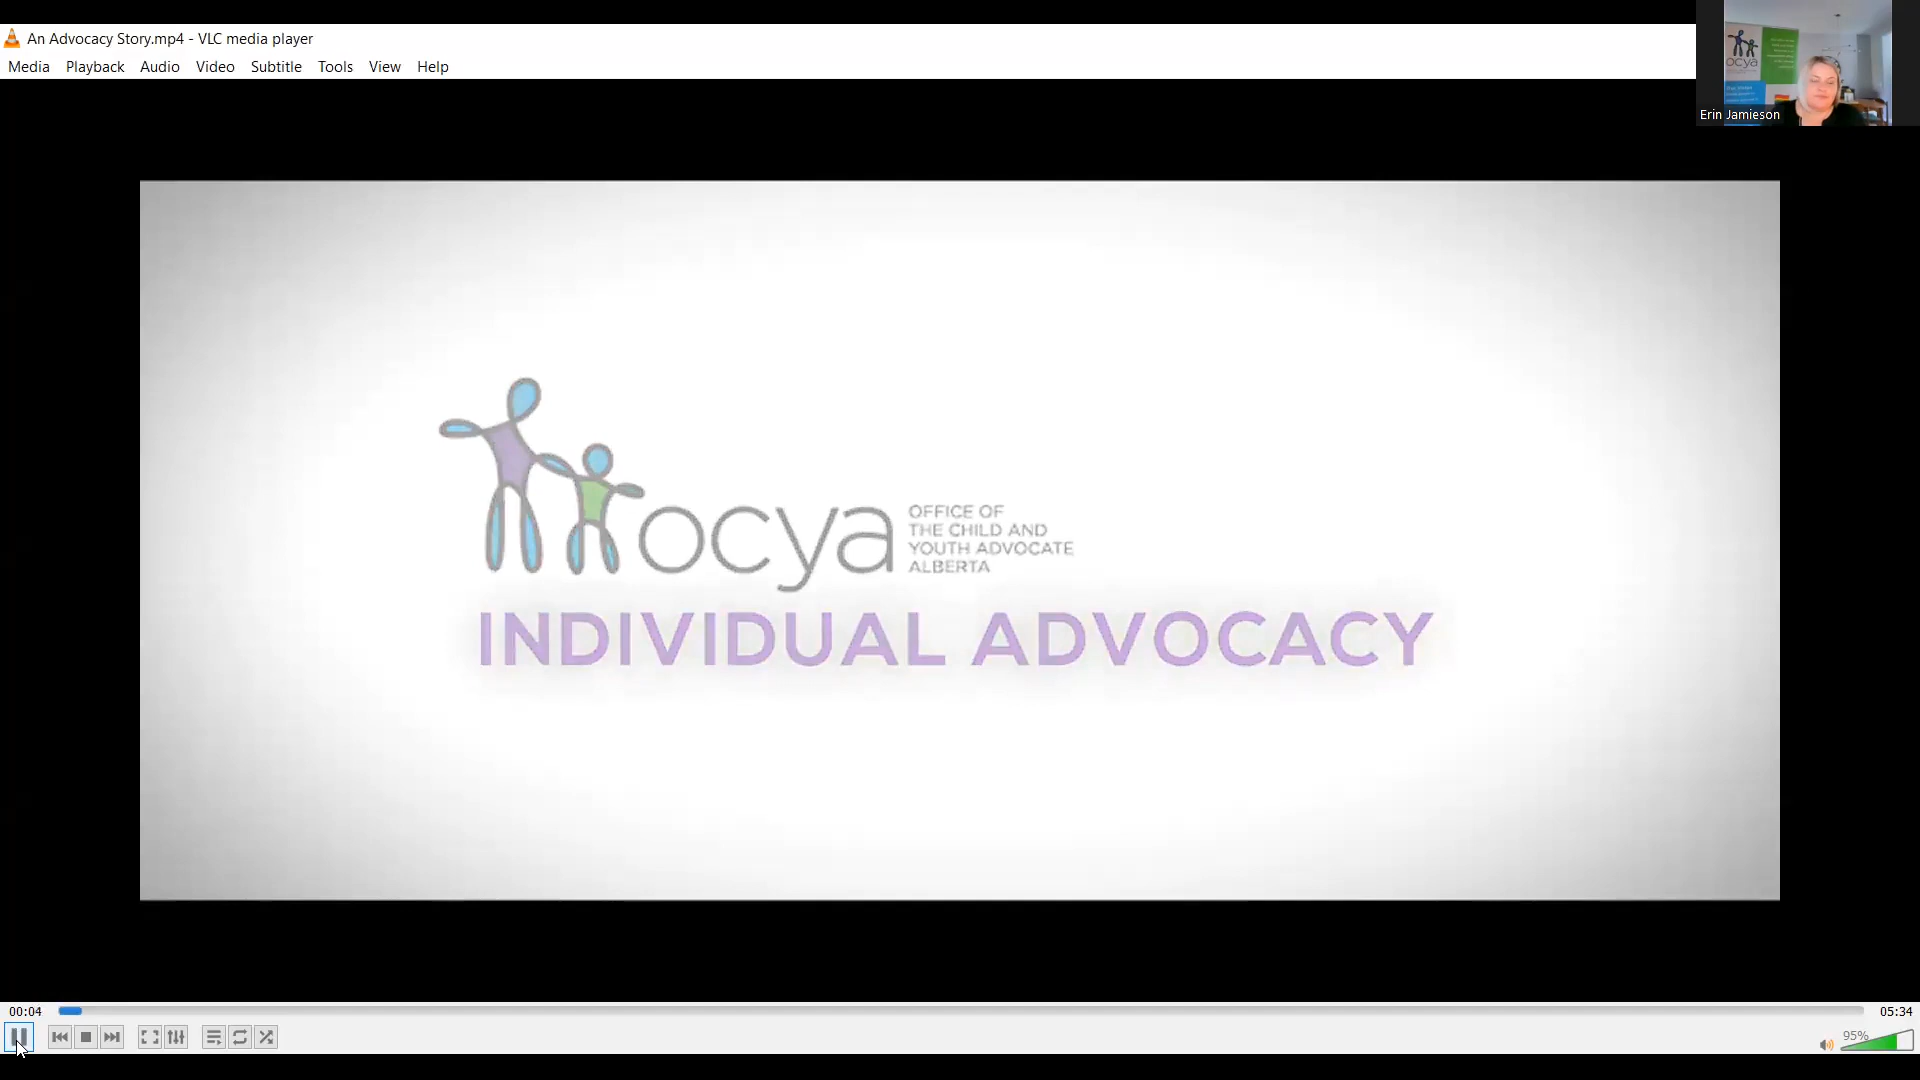 An Advocacy Story.mp4 - VLC media player
Media Playback Audio Video Subtitle Tools View Help
ocya
Erin Jamieson
ocya
OFFICE OF
THE CHILD AND
YOUTH ADVOCATE
ALBERTA
INDIVIDUAL ADVOCACY
00:04
05:34
95%